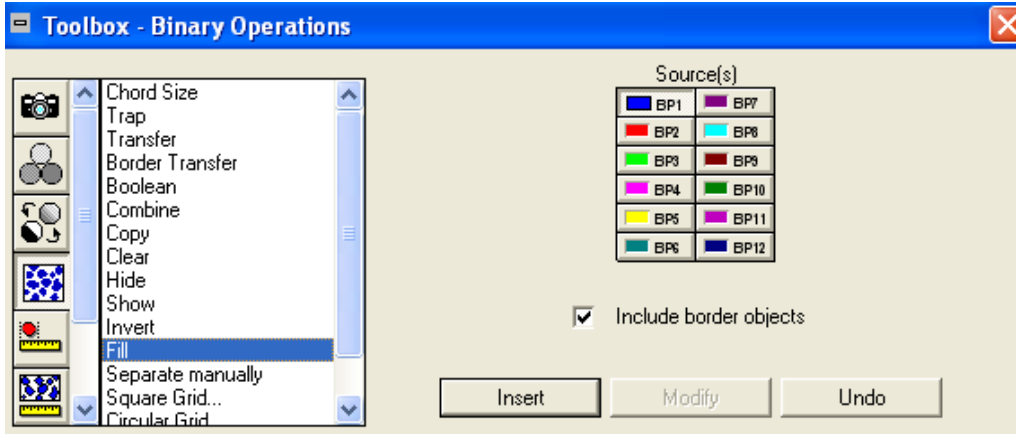 Toolbox - Binary Operations
Chord Size
Trap
Transfer
Border Transfer
Boolean
Combine
Copy
Clear
Hide
Show
Invert
Fill
Separate manually
Square Grid...
Circular Grid
Source(s)
BP1 BP7
BP2 BP8
BP3 BP9
BP4 BP10
BP5 BP11
BP6 BP12
Include border objects
Insert Modify Undo